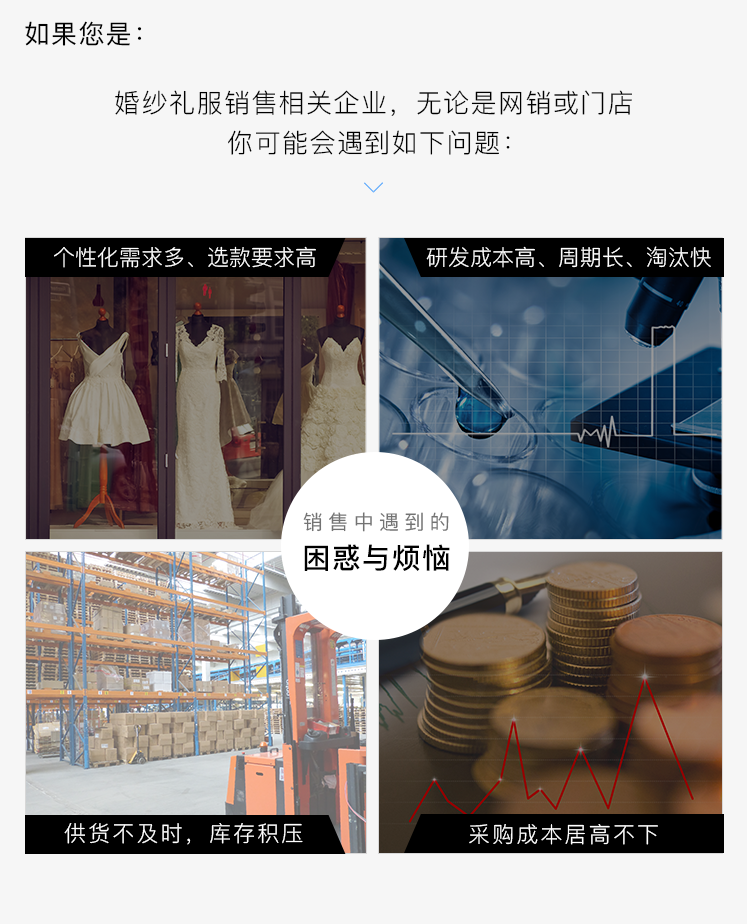 如果您是：
婚纱礼服销售相关企业，无论是网销或门店
你可能会遇到如下问题：
个性化需求多、选款要求高
研发成本高、周期长、淘汰快
销售中遇到的
困惑与烦恼
供货不及时，库存积压
采购成本居高不下